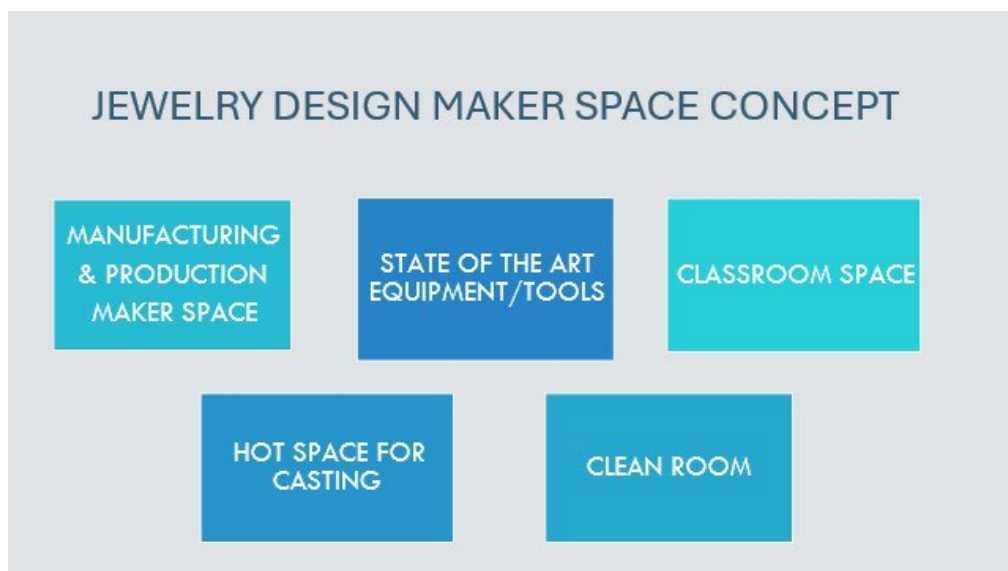 JEWELRY DESIGN MAKER SPACE CONCEPT
MANUFACTURING
& PRODUCTION
MAKER SPACE
STATE OF THE ART
EQUIPMENT/TOOLS
CLASSROOM SPACE
HOT SPACE FOR
CASTING
CLEAN ROOM